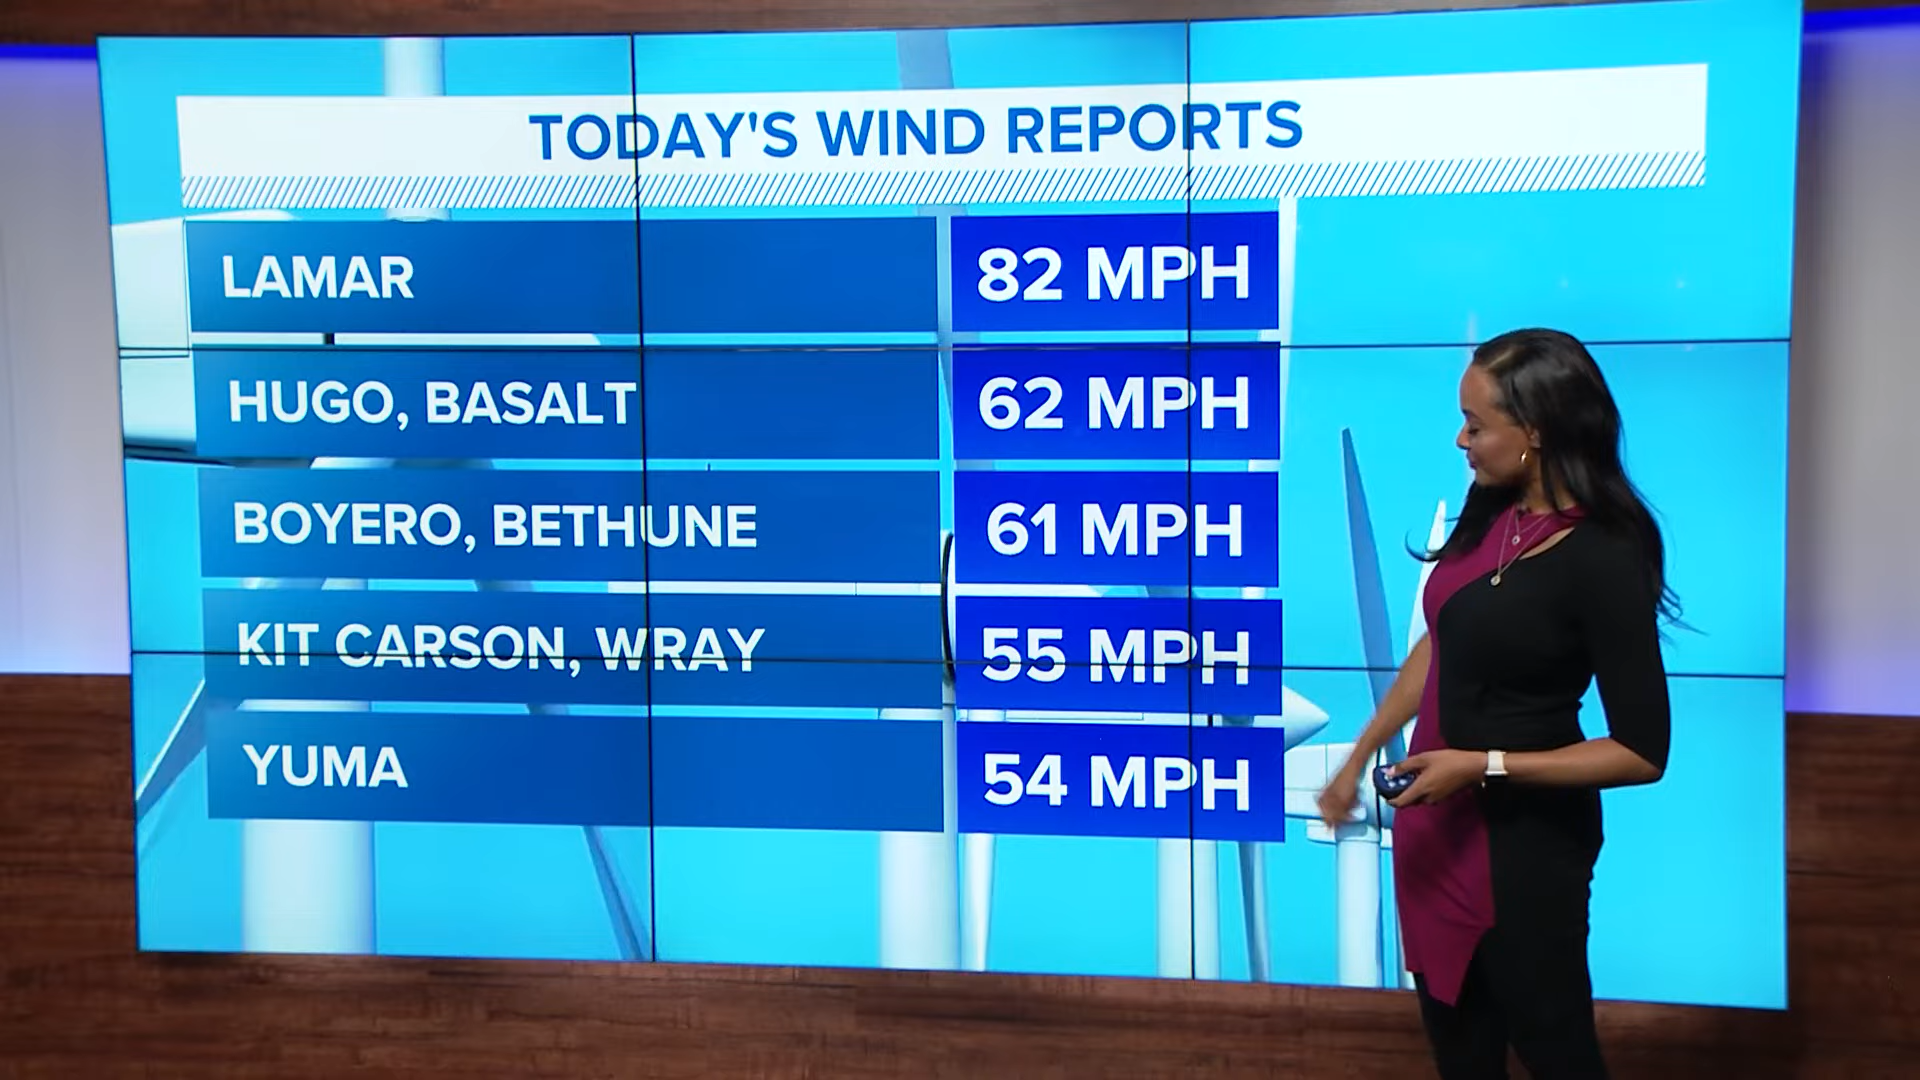 TODAY'S WIND REPORTS
LAMAR 82 MPH
HUGO, BASALT 62 MPH
BOYERO, BETHUNE 61 MPH
KIT CARSON, WRAY 55 MPH
YUMA 54 MPH